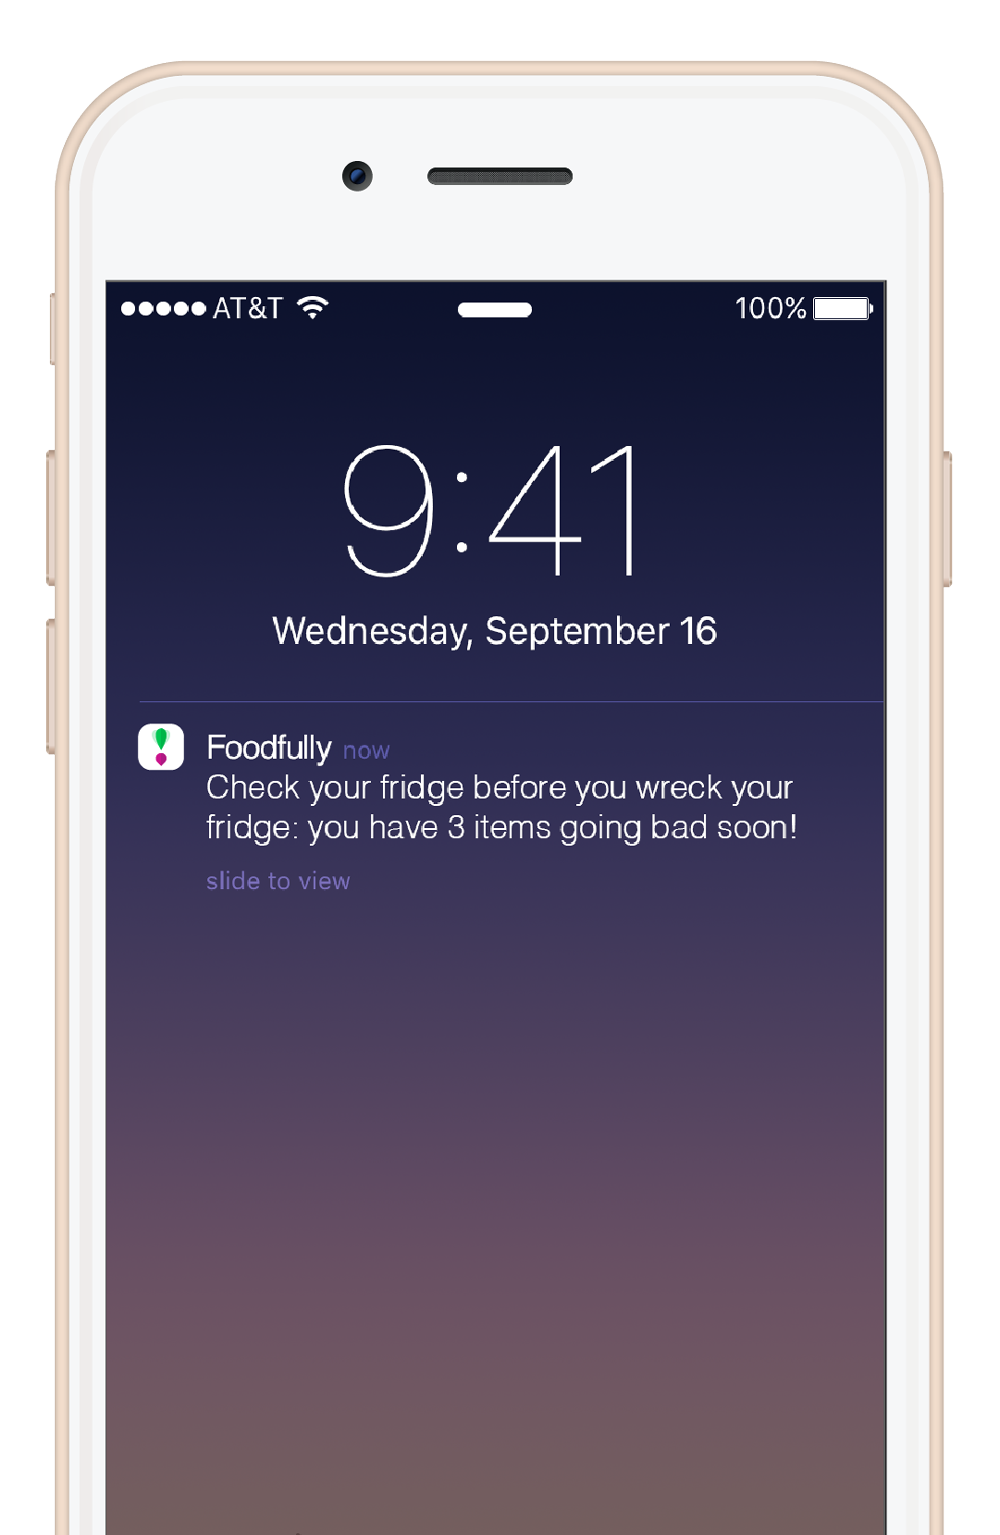 AT&T 100%
9:41
Wednesday, September 16
Foodfully now
Check your fridge before you wreck your
fridge: you have 3 items going bad soon!
slide to view